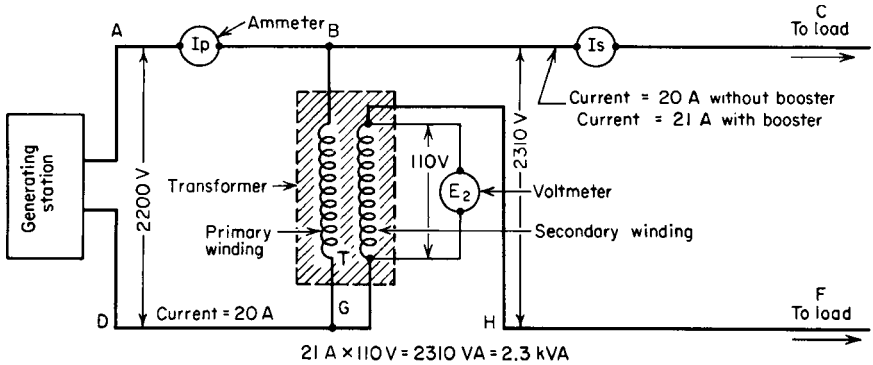 Ammeter
A
Ip
B
Is
C
To load
Current = 20 A without booster
Current = 21 A with booster
Generating
station
2200 V
Transformer
Primary
winding
T
110V
E2
Voltmeter
Secondary winding
2310 V
D
Current = 20 A
G
H
F
To load
21 A × 110 V = 2310 VA = 2.3 kVA